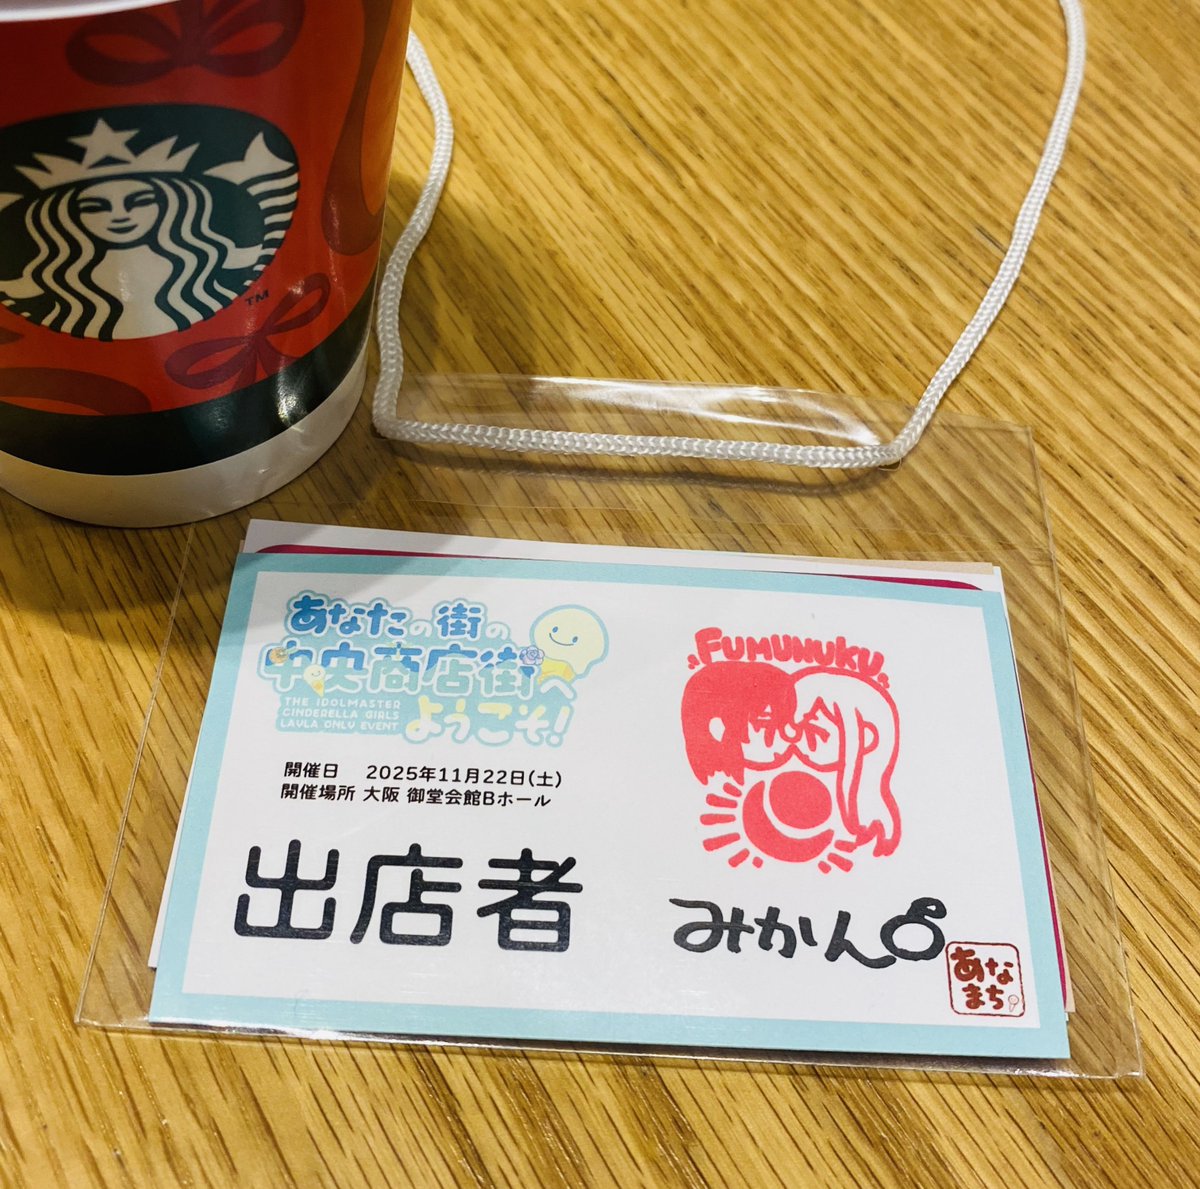 TM
あなたの街の
中央商店街へ
ようこそ!
THE IDOLMASTER
CINDERELLA GIRLS
LAVLA ONLY EVENT
開催日 2025年11月22日(土)
開催場所 大阪 御堂会館Bホール
出店者
FUMUNUKU
みかん
あな
まち